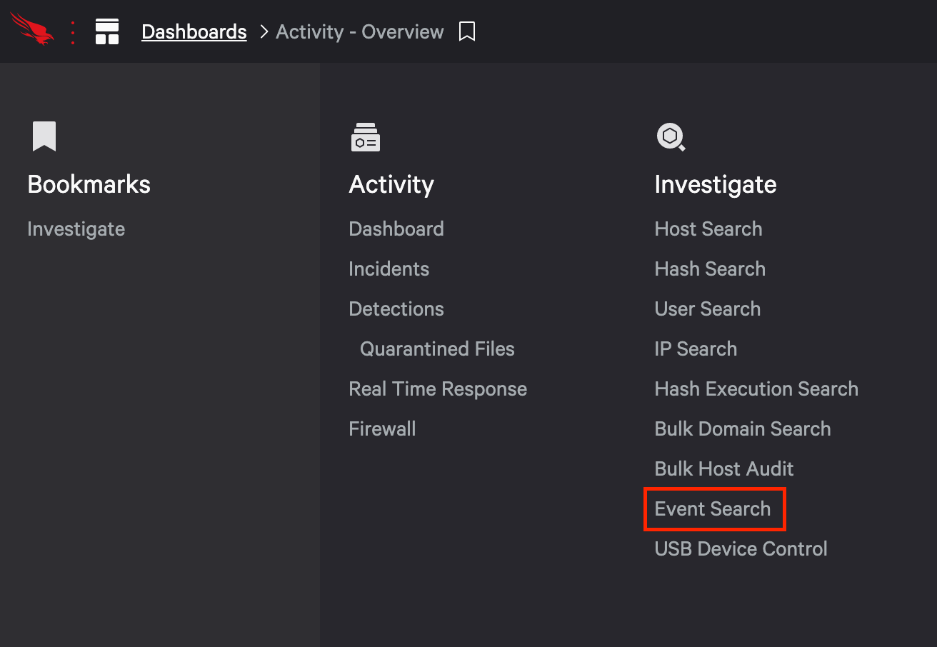 Dashboards > Activity - Overview
Bookmarks
Investigate
Activity
Dashboard
Incidents
Detections
Quarantined Files
Real Time Response
Firewall
Investigate
Host Search
Hash Search
User Search
IP Search
Hash Execution Search
Bulk Domain Search
Bulk Host Audit
Event Search
USB Device Control